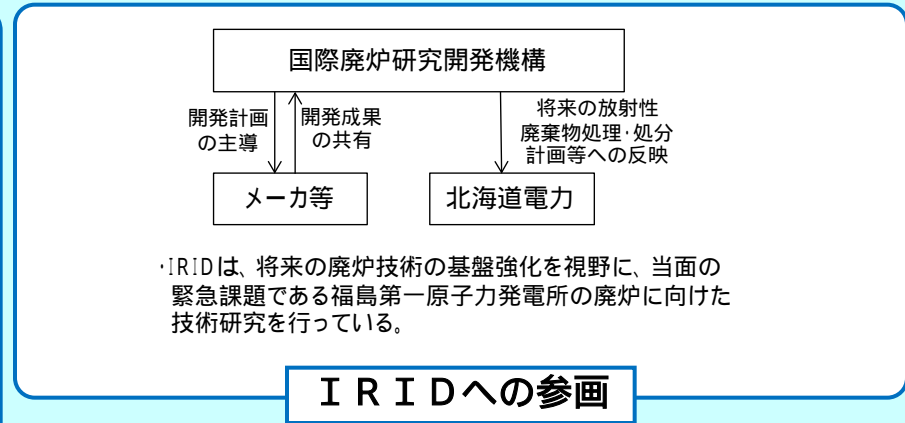 国際廃炉研究開発機構
開発計画
の主導
開発成果
の共有
将来の放射性
廃棄物処理・処分
計画等への反映
メーカ等
北海道電力
・IRIDは、将来の廃炉技術の基盤強化を視野に、当面の
緊急課題である福島第一原子力発電所の廃炉に向けた
技術研究を行っている。
ＩＲＩＤへの参画